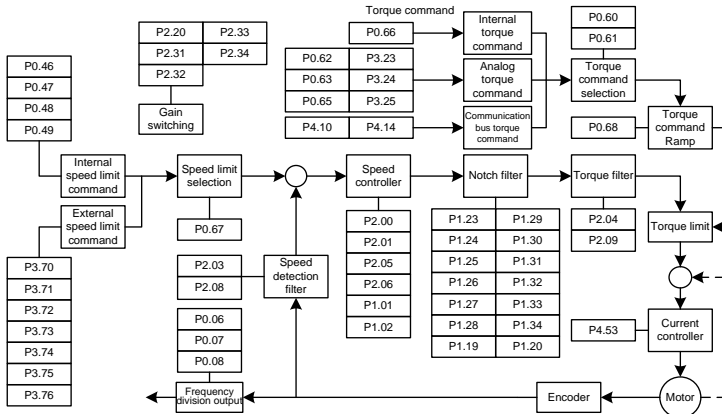 Torque command
P0.66
Internal
torque
command
P0.60
P0.61
P2.20 P2.33
P2.31 P2.34
P2.32
Gain
switching
P0.46
P0.47
P0.48
P0.49
P0.62 P3.23
P0.63 P3.24
P0.65 P3.25
Analog
torque
command
Torque
command
selection
P4.10 P4.14
Communication
bus torque
command
P0.68
Torque
command
Ramp
Internal
speed limit
command
Speed limit
selection
Speed
controller
Notch filter
Torque filter
External
speed limit
command
P0.67
P2.00
P2.01
P2.05
P2.06
P1.01
P1.02
P1.23 P1.29
P1.24 P1.30
P1.25 P1.31
P1.26 P1.32
P1.27 P1.33
P1.28 P1.34
P1.19 P1.20
P2.04
P2.09
Torque limit
P3.70
P3.71
P3.72
P3.73
P3.74
P3.75
P3.76
P2.03
P2.08
Speed
detection
filter
P0.06
P0.07
P0.08
P4.53
Current
controller
Frequency
division output
Encoder
Motor